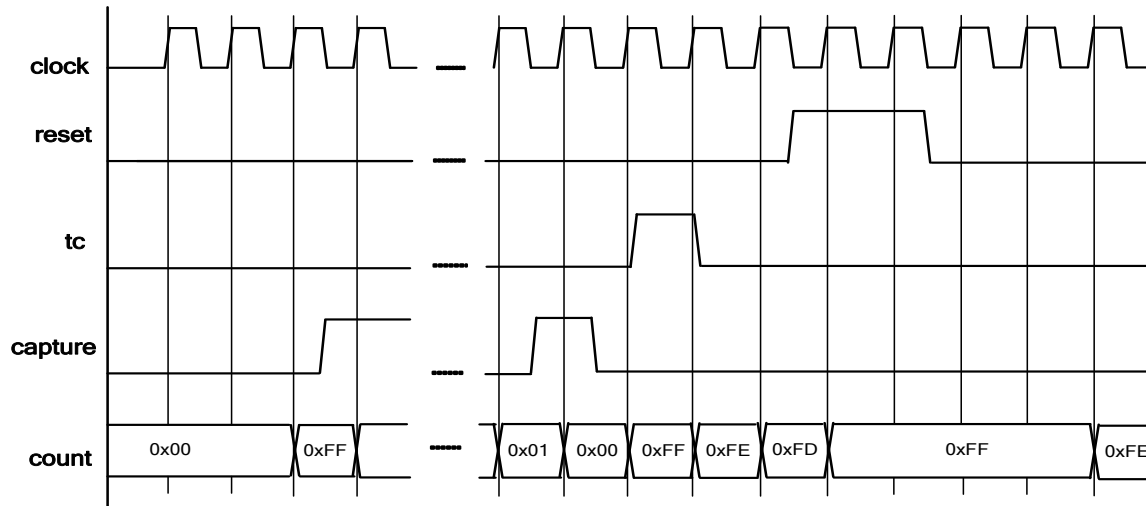 clock
reset
tc
capture
count
0x00
0xFF
0x01
0x00
0xFF
0xFE
0xFD
0xFF
0xFE